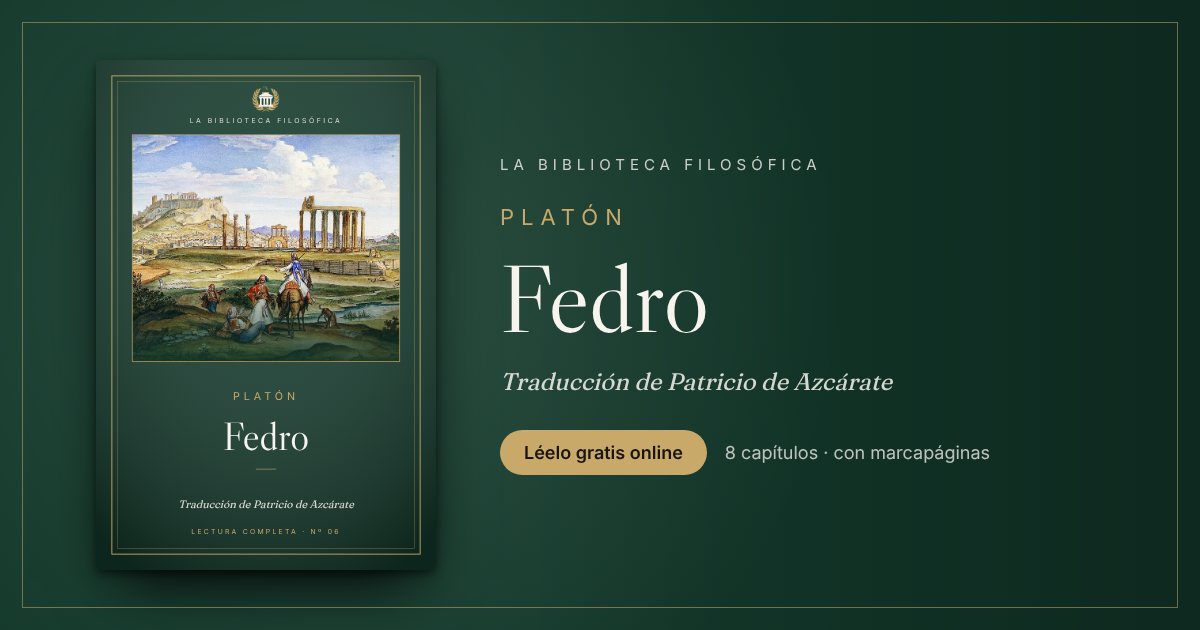 LA BIBLIOTECA FILOSÓFICA
PLATÓN
Fedro
Traducción de Patricio de Azcárate
LECTURA COMPLETA · Nº 06
LA BIBLIOTECA FILOSÓFICA
PLATÓN
Fedro
Traducción de Patricio de Azcárate
Léelo gratis online
8 capítulos · con marcapáginas